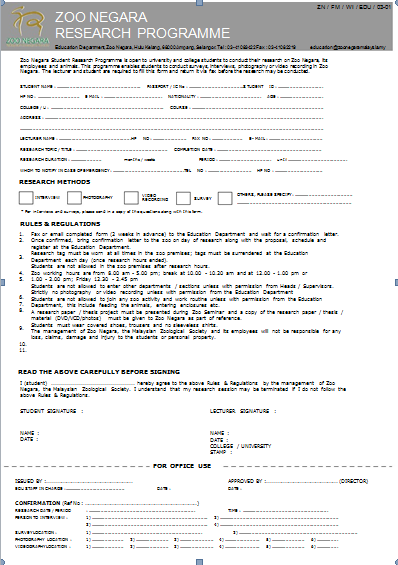 ZN / FM / WI / EDU / 03-01
ZOO NEGARA
RESEARCH PROGRAMME
ZOO NEGARA
Education Department, Zoo Negara, Hulu Kelang, 68000 Ampang, Selangor. Tel : 03- Fax : 03- education@zoonegaramalaysia.my
Zoo Negara Student Research Programme is open to university and college students to conduct their research on Zoo Negara, its
employees and animals. This programme enables students to conduct surveys, interviews, photography or video recording in Zoo
Negara. The lecturer and student are required to fill this form and return it via fax before the research may be conducted.
STUDENT NAME : PASSPORT / IC No : STUDENT ID :
HP NO : E-MAIL : NATIONALITY : AGE :
COLLEGE / U : COURSE :
ADDRESS :
LECTURER NAME : HP NO : FAX NO : E-MAIL :
RESEARCH TOPIC / TITLE : COMPLETION DATE :
RESEARCH DURATION : months / weeks PERIOD : until
WHOM TO NOTIFY IN CASE OF EMERGENCY : TEL NO : HP NO :
RESEARCH METHODS
INTERVIEW PHOTOGRAPHY VIDEO RECORDING SURVEY OTHERS, PLEASE SPECIFY :
* For interviews and surveys, please send in a copy of the questions along with this form.
RULES & REGULATIONS
1. Fax or email completed form (2 weeks in advance) to the Education Department and wait for a confirmation letter.
2. Once confirmed, bring confirmation letter to the zoo on day of research along with the proposal, schedule and
register at the Education Department.
3. Research tag must be worn at all times in the zoo premises; tags must be surrendered at the Education
Department each day (once research hours ended).
Students are not allowed in the zoo premises after research hours.
4. Zoo working hours are from 8.00 am - 5.00 pm; break at 10.00 - 10.30 am and at 12.00 - 1.00 pm or
5. 1.00 - 2.00 pm; Friday 12.30 - 2.45 pm
Students are not allowed to enter other departments / sections unless with permission from Heads / Supervisors.
6. Strictly no photography or video recording unless with permission from the Education Department
Students are not allowed to join any zoo activity and work routine unless with permission from the Education
7. Department, this include feeding the animals, entering enclosures etc.
8. A research paper / thesis project must be presented during Zoo Seminar and a copy of the research paper / thesis /
material (DVD/VCD/photos) must be given to Zoo Negara as part of reference.
Students must wear covered shoes, trousers and no sleeveless shirts.
9. The management of Zoo Negara, the Malaysian Zoological Society and its employees will not be responsible for any
loss, claims, damage and injury to the students or personal property.
10.
11.
READ THE ABOVE CAREFULLY BEFORE SIGNING
I (student) hereby agree to the above Rules & Regulations by the management of Zoo
Negara, the Malaysian Zoological Society. I understand that my research session may be terminated if I do not follow the
above Rules & Regulations.
STUDENT SIGNATURE : LECTURER SIGNATURE :
NAME : NAME :
DATE : DATE :
COLLEGE / UNIVERSITY
STAMP :
FOR OFFICE USE
ISSUED BY : APPROVED BY : (DIRECTOR)
EDU STAFF IN CHARGE DATE : DATE :
CONFIRMATION (Ref No : )
RESEARCH DATE / PERIOD : TIME :
PERSON TO INTERVIEW : 1) 2)
3) 4)
SURVEY LOCATION : 1) 2)
PHOTOGRAPHY LOCATION : 1) 2) 3) 4) 5) 6)
VIDEOGRAPHY LOCATION : 1) 2) 3) 4) 5) 6)